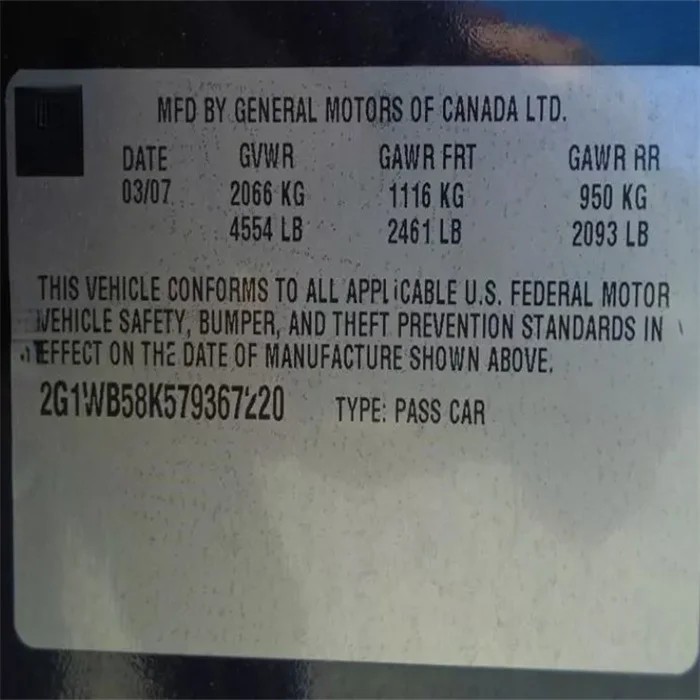 MFD BY GENERAL MOTORS OF CANADA LTD.
DATE GVWR GAWR FRT GAWR RR
03/07 2066 KG 1116 KG 950 KG
4554 LB 2461 LB 2093 LB
THIS VEHICLE CONFORMS TO ALL APPLICABLE U.S. FEDERAL MOTOR
VEHICLE SAFETY, BUMPER, AND THEFT PREVENTION STANDARDS IN
EFFECT ON THE DATE OF MANUFACTURE SHOWN ABOVE.
2G1WB58K579367220 TYPE: PASS CAR